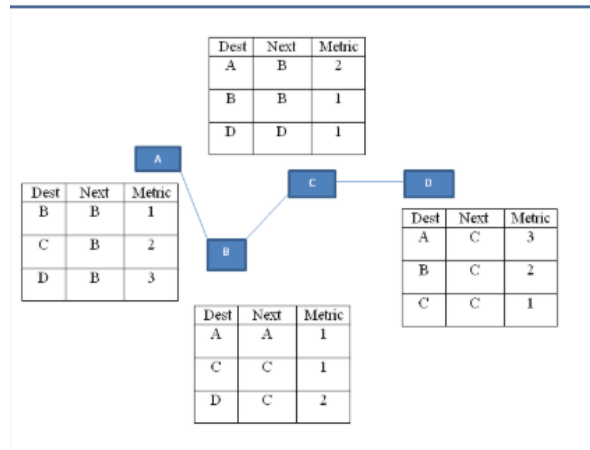 Dest Next Metric
A B 2
B B 1
D D 1
A
C
D
B
Dest Next Metric
B B 1
C B 2
D B 3
Dest Next Metric
A C 3
B C 2
C C 1
Dest Next Metric
A A 1
C C 1
D C 2